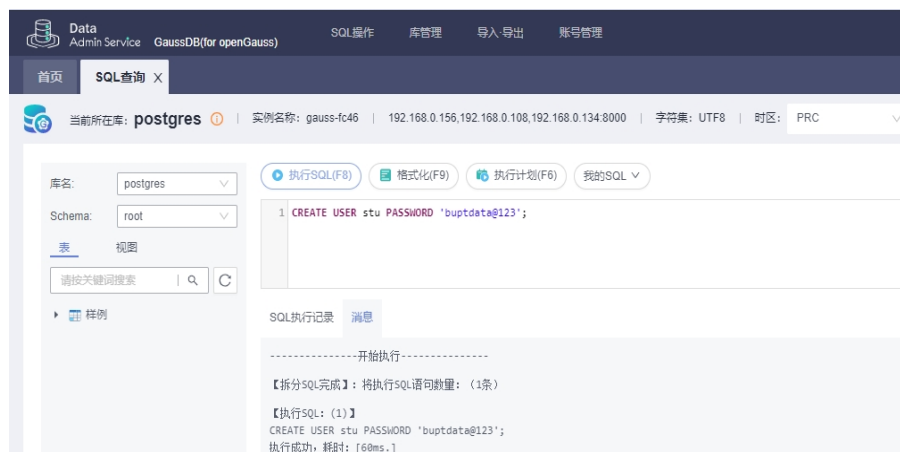 Data
Admin Service GaussDB(for openGauss) SQL操作 库管理 导入·导出 账号管理
首页 SQL查询 X
当前所在库: postgres 实例名称: gauss-fc46 | 192.168.0.156,192.168.0.108,192.168.0.134:8000 | 字符集: UTF8 | 时区: PRC
库名: postgres
执行SQL(F8) 格式化(F9) 执行计划(F6) 我的SQL
Schema: root
1 CREATE USER stu PASSWORD 'buptdata@123';
表 视图
请按关键词搜索
样例
SQL执行记录 消息
---------------开始执行---------------
【拆分SQL完成】: 将执行SQL语句数量: (1条)
【执行SQL: (1)】
CREATE USER stu PASSWORD 'buptdata@123';
执行成功, 耗时: [60ms.]